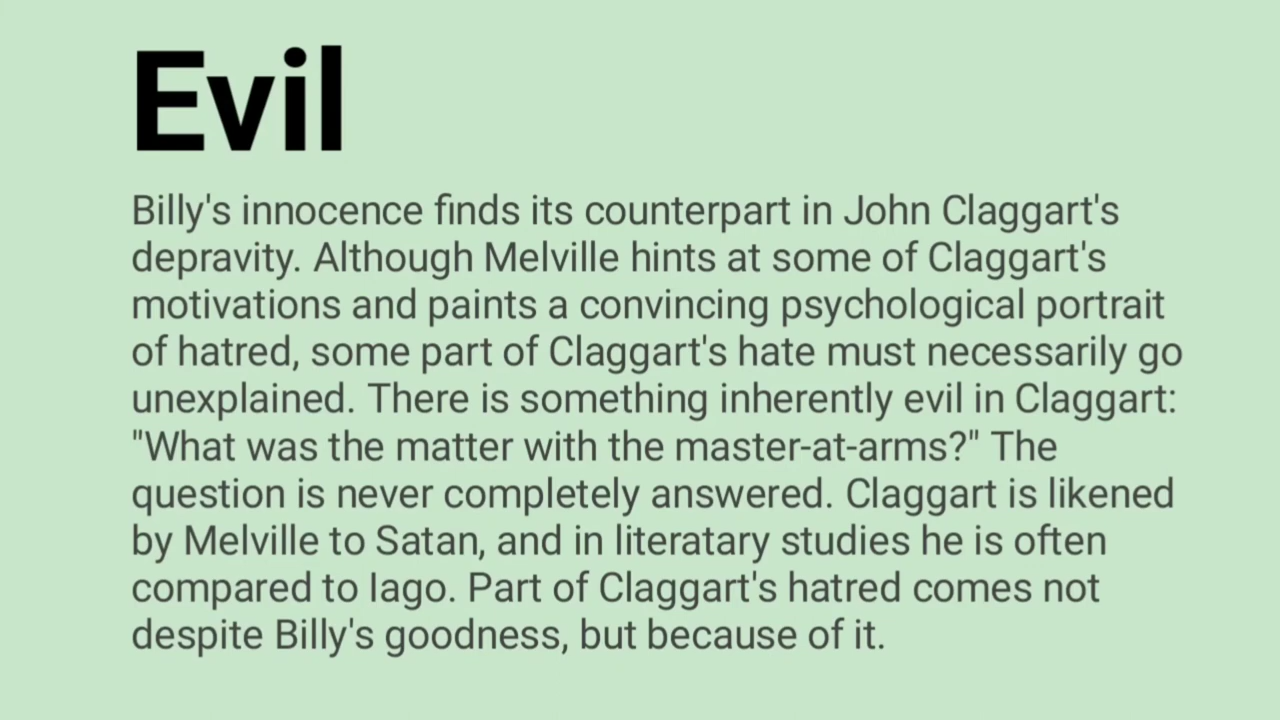 Evil
Billy's innocence finds its counterpart in John Claggart's
depravity. Although Melville hints at some of Claggart's
motivations and paints a convincing psychological portrait
of hatred, some part of Claggart's hate must necessarily go
unexplained. There is something inherently evil in Claggart:
"What was the matter with the master-at-arms?" The
question is never completely answered. Claggart is likened
by Melville to Satan, and in literatary studies he is often
compared to Iago. Part of Claggart's hatred comes not
despite Billy's goodness, but because of it.